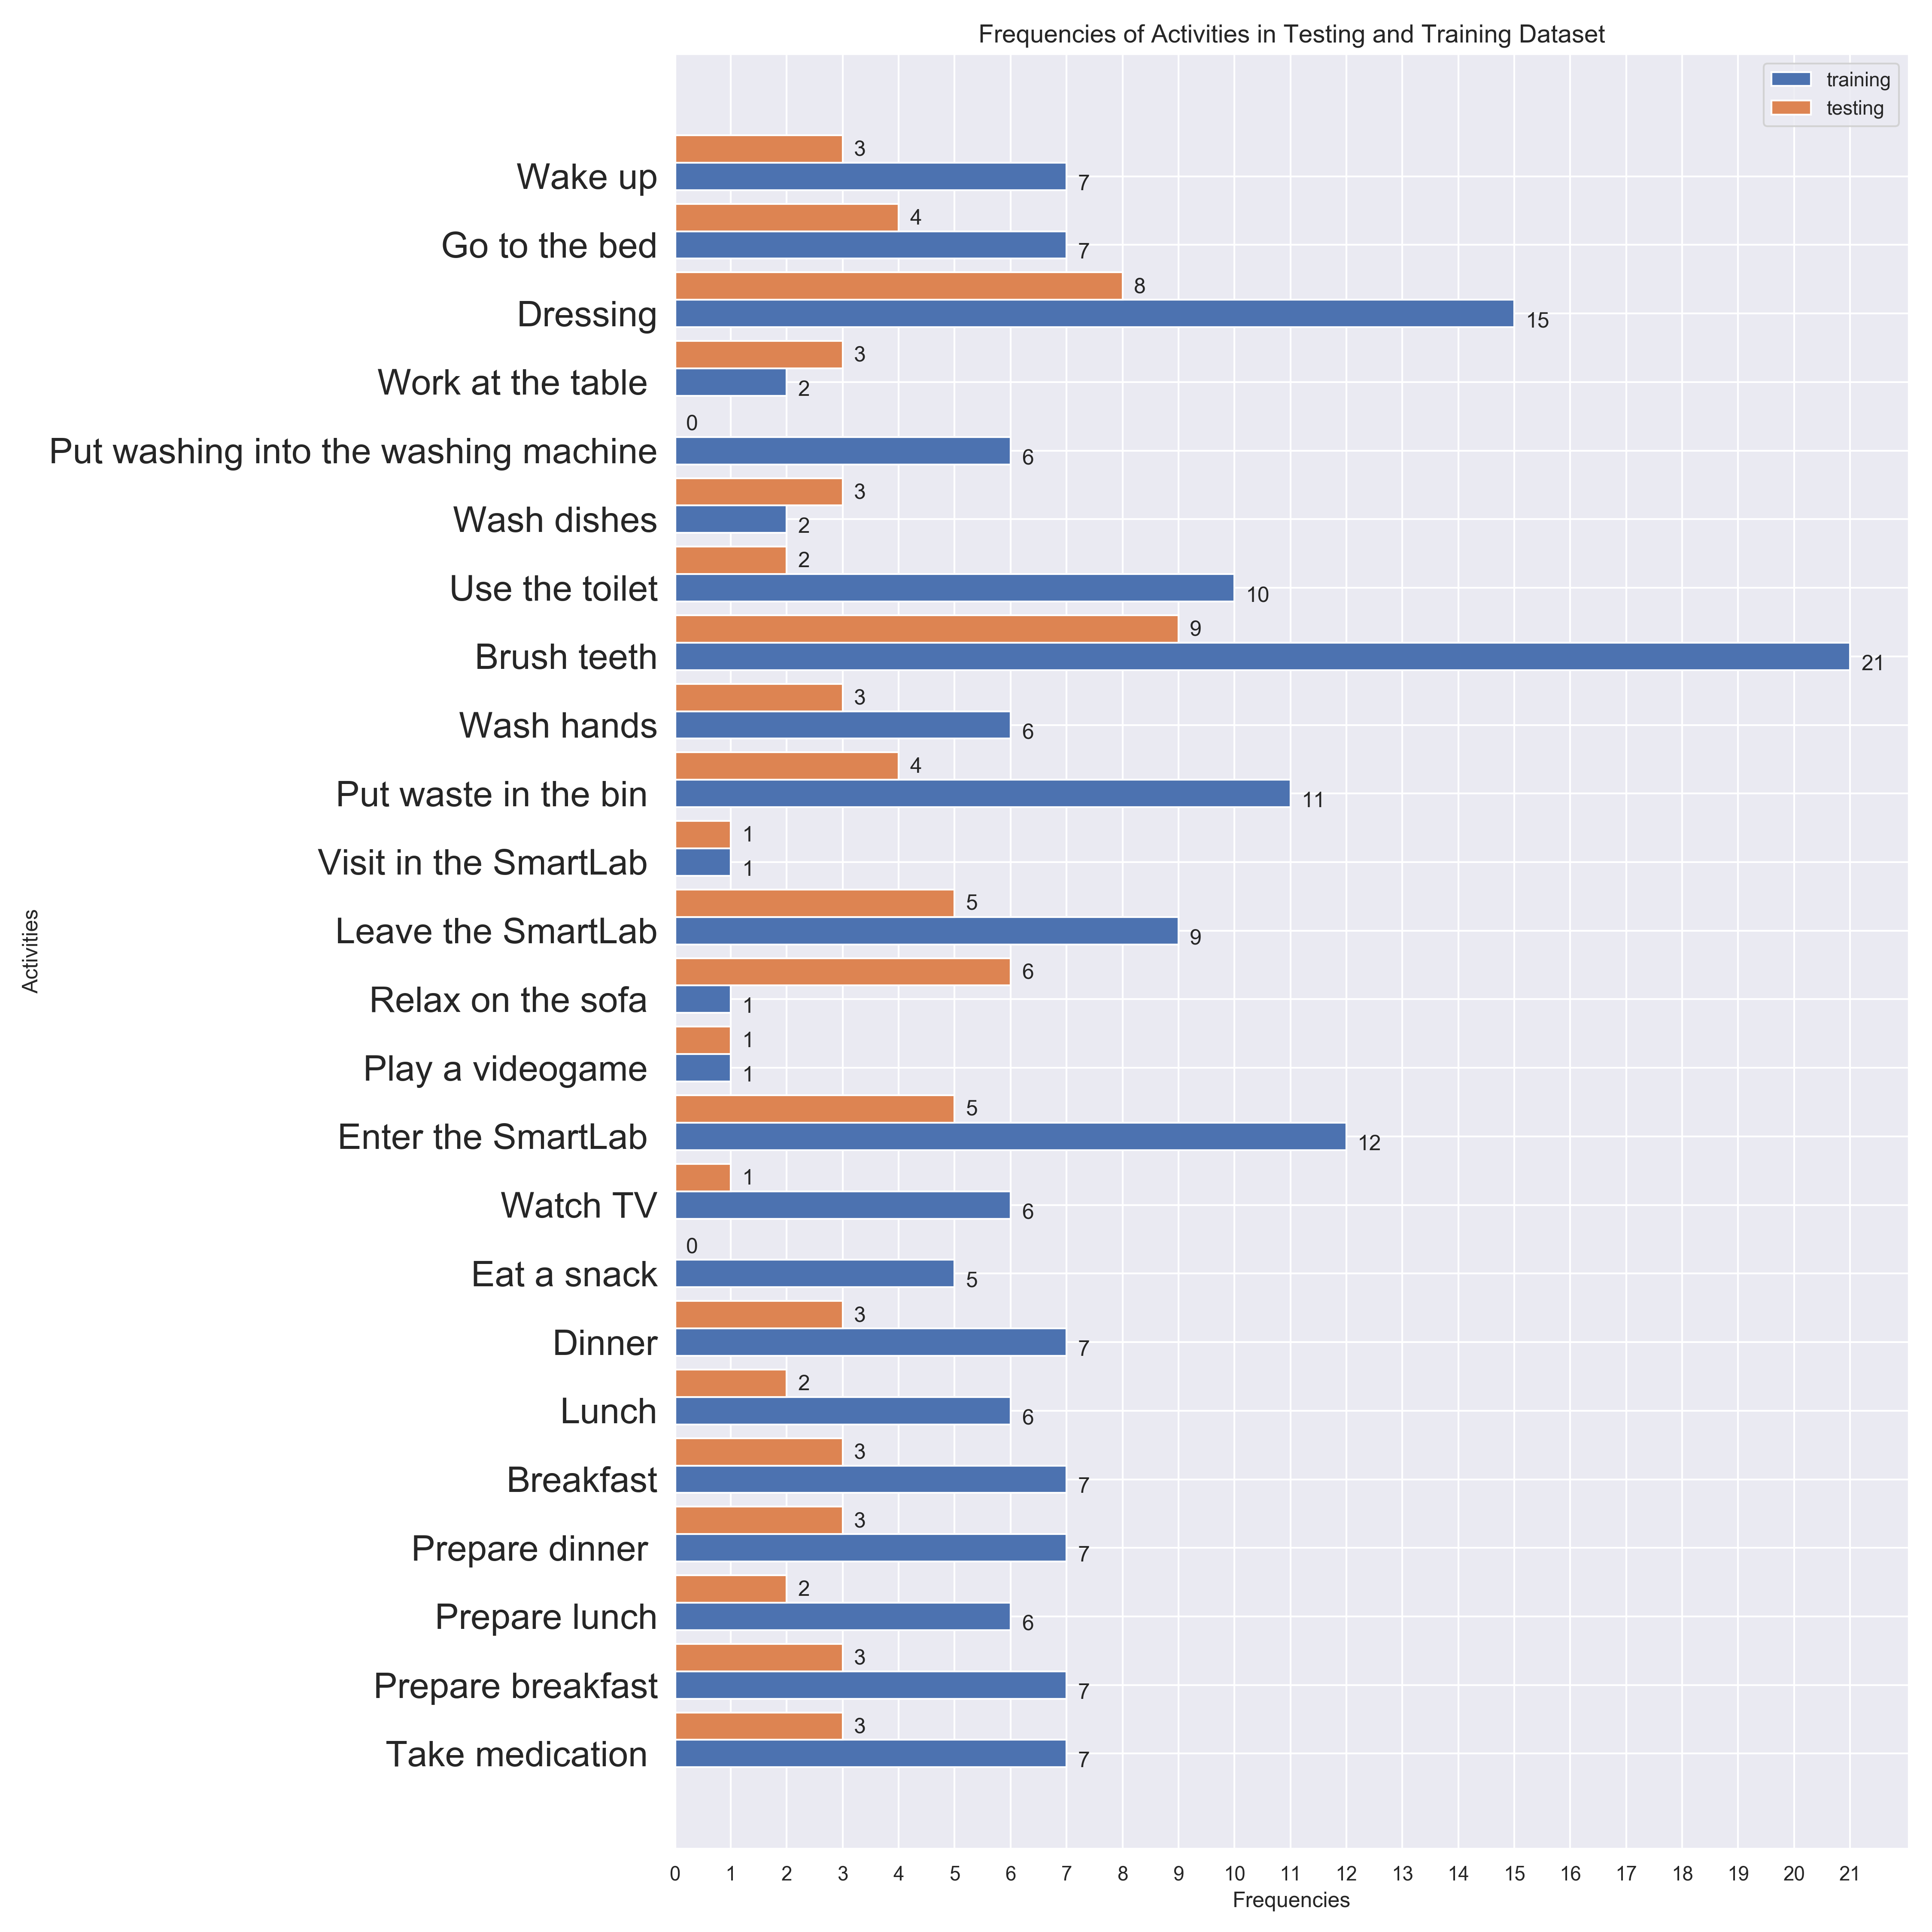 Frequencies of Activities in Testing and Training Dataset
training
testing
3
Wake up
7
4
Go to the bed
7
8
Dressing
15
3
Work at the table
2
0
Put washing into the washing machine
6
3
Wash dishes
2
2
Use the toilet
10
9
Brush teeth
21
3
Wash hands
6
4
Put waste in the bin
11
1
Visit in the SmartLab
1
5
Leave the SmartLab
9
6
Relax on the sofa
1
1
Play a videogame
1
5
Enter the SmartLab
12
1
Watch TV
6
0
Eat a snack
5
3
Dinner
7
2
Lunch
6
3
Breakfast
7
3
Prepare dinner
7
2
Prepare lunch
6
3
Prepare breakfast
7
3
Take medication
7
Activities
0 1 2 3 4 5 6 7 8 9 10 11 12 13 14 15 16 17 18 19 20 21
Frequencies